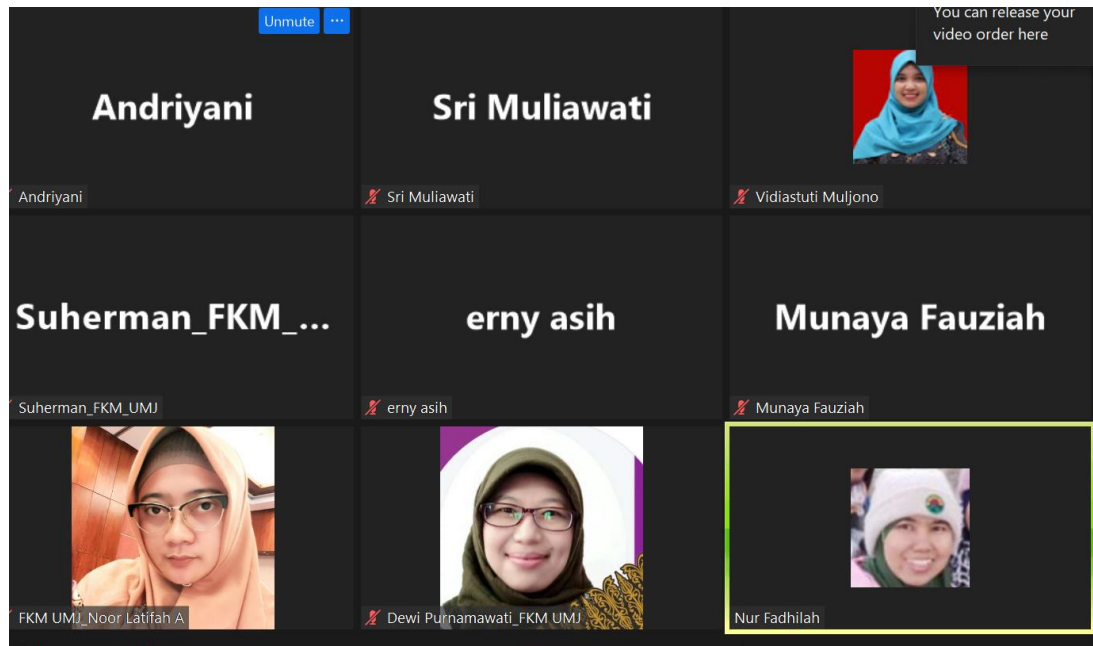 You can release your
video order here
Unmute ...
Andriyani
Sri Muliawati
Andriyani
Sri Muliawati
Vidiastuti Muljono
Suherman_FKM_...
erny asih
Munaya Fauziah
Suherman_FKM_UMJ
erny asih
Munaya Fauziah
FKM UMJ_Noor Latifah A
Dewi Purnamawati_FKM UMJ
Nur Fadhilah